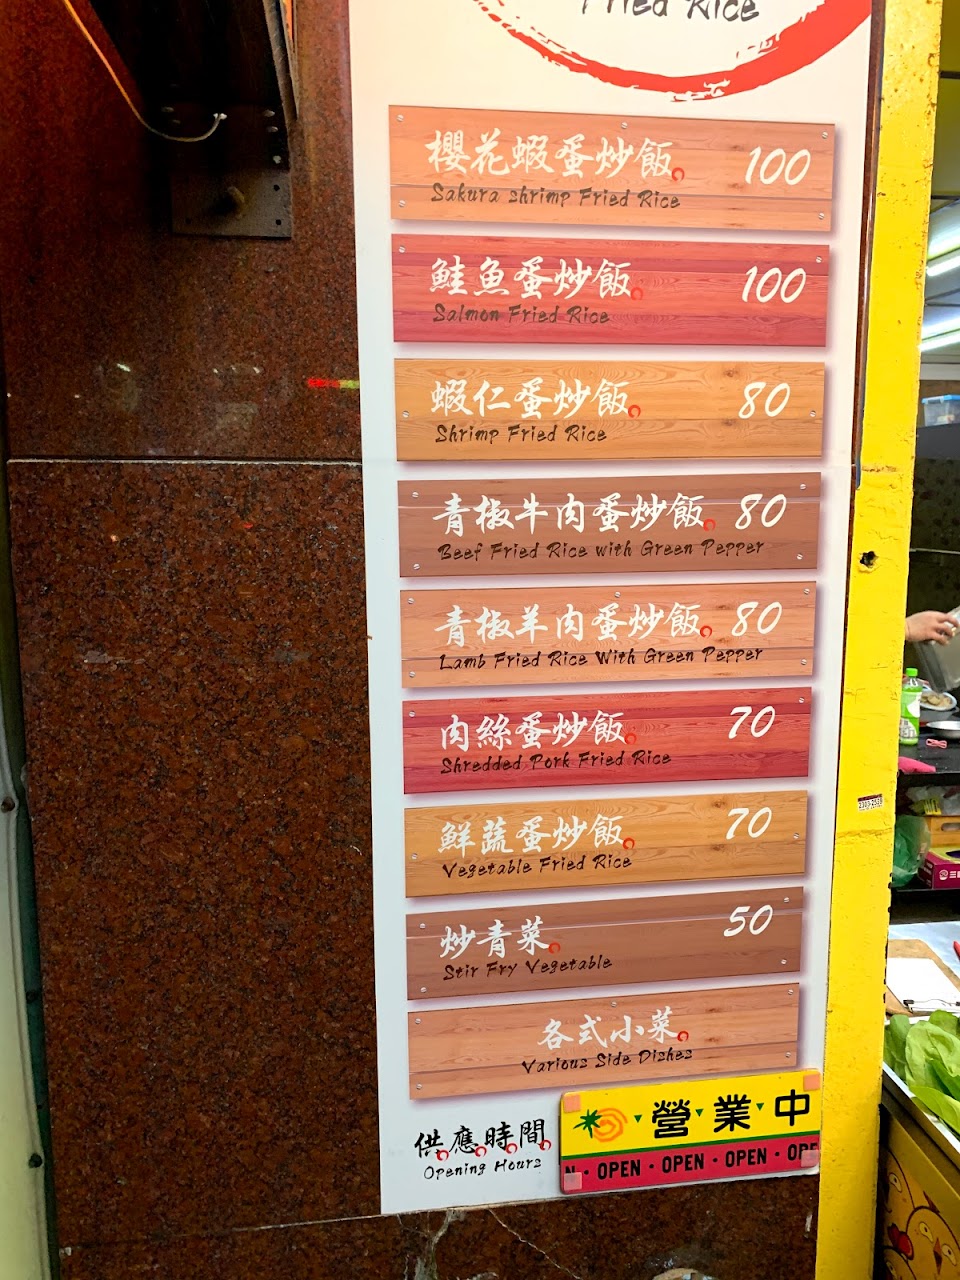 Fried Rice
櫻花蝦蛋炒飯 100
Sakura shrimp Fried Rice
鮭魚蛋炒飯 100
Salmon Fried Rice
蝦仁蛋炒飯 80
Shrimp Fried Rice
青椒牛肉蛋炒飯 80
Beef Fried Rice with Green Pepper
青椒羊肉蛋炒飯 80
Lamb Fried Rice With Green Pepper
肉絲蛋炒飯 70
Shredded Pork Fried Rice
鮮蔬蛋炒飯 70
Vegetable Fried Rice
炒青菜 50
Stir Fry Vegetable
各式小菜
Various Side Dishes
供應時間
Opening Hours
營業中
N · OPEN · OPEN · OPEN · OPE